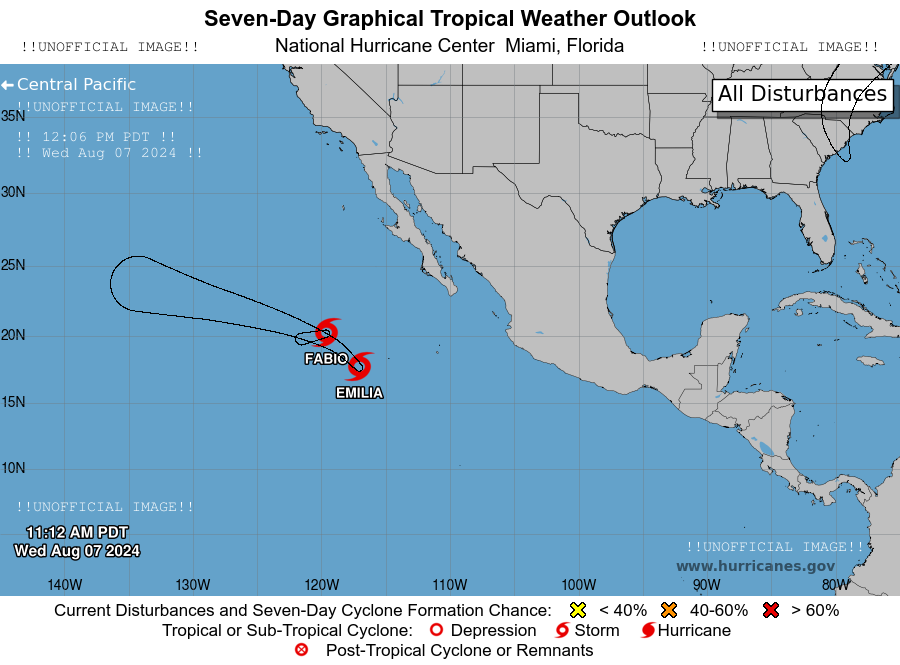 Seven-Day Graphical Tropical Weather Outlook
!!UNOFFICIAL IMAGE!! National Hurricane Center Miami, Florida !!UNOFFICIAL IMAGE!!
Central Pacific
All Disturbances
!!UNOFFICIAL IMAGE!!
35N
!! 12:06 PM PDT !!
!! Wed Aug 07 2024 !!
30N
25N
20N
FABIO
EMILIA
15N
10N
!!UNOFFICIAL IMAGE!!
11:12 AM PDT
Wed Aug 07 2024
!!UNOFFICIAL IMAGE!!
www.hurricanes.gov
140W 130W 120W 110W 100W 90W 80W
Current Disturbances and Seven-Day Cyclone Formation Chance: < 40% 40-60% > 60%
Tropical or Sub-Tropical Cyclone: Depression Storm Hurricane
Post-Tropical Cyclone or Remnants